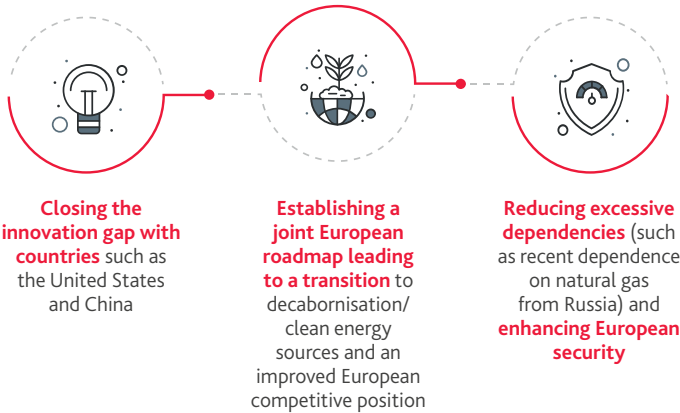 Closing the
innovation gap with
countries such as
the United States
and China
Establishing a
joint European
roadmap leading
to a transition to
decabornisation/
clean energy
sources and an
improved European
competitive position
Reducing excessive
dependencies (such
as recent dependence
on natural gas
from Russia) and
enhancing European
security